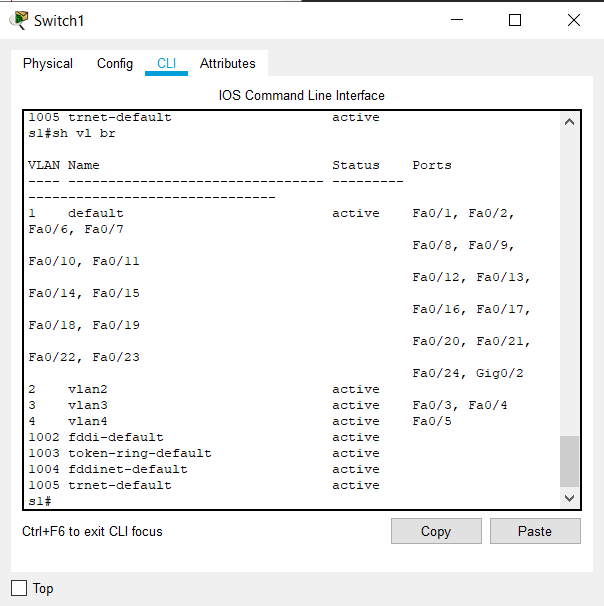 Switch1
Physical Config CLI Attributes
IOS Command Line Interface
1005 trnet-default                    active
s1#sh vl br

VLAN Name                             Status    Ports
---- -------------------------------- --------- -------------------------------
1    default                          active    Fa0/1, Fa0/2,
Fa0/6, Fa0/7
                                                Fa0/8, Fa0/9,
Fa0/10, Fa0/11
                                                Fa0/12, Fa0/13,
Fa0/14, Fa0/15
                                                Fa0/16, Fa0/17,
Fa0/18, Fa0/19
                                                Fa0/20, Fa0/21,
Fa0/22, Fa0/23
                                                Fa0/24, Gig0/2
2    vlan2                            active
3    vlan3                            active    Fa0/3, Fa0/4
4    vlan4                            active    Fa0/5
1002 fddi-default                     active
1003 token-ring-default               active
1004 fddinet-default                  active
1005 trnet-default                    active
s1#
Ctrl+F6 to exit CLI focus
Copy
Paste
Top